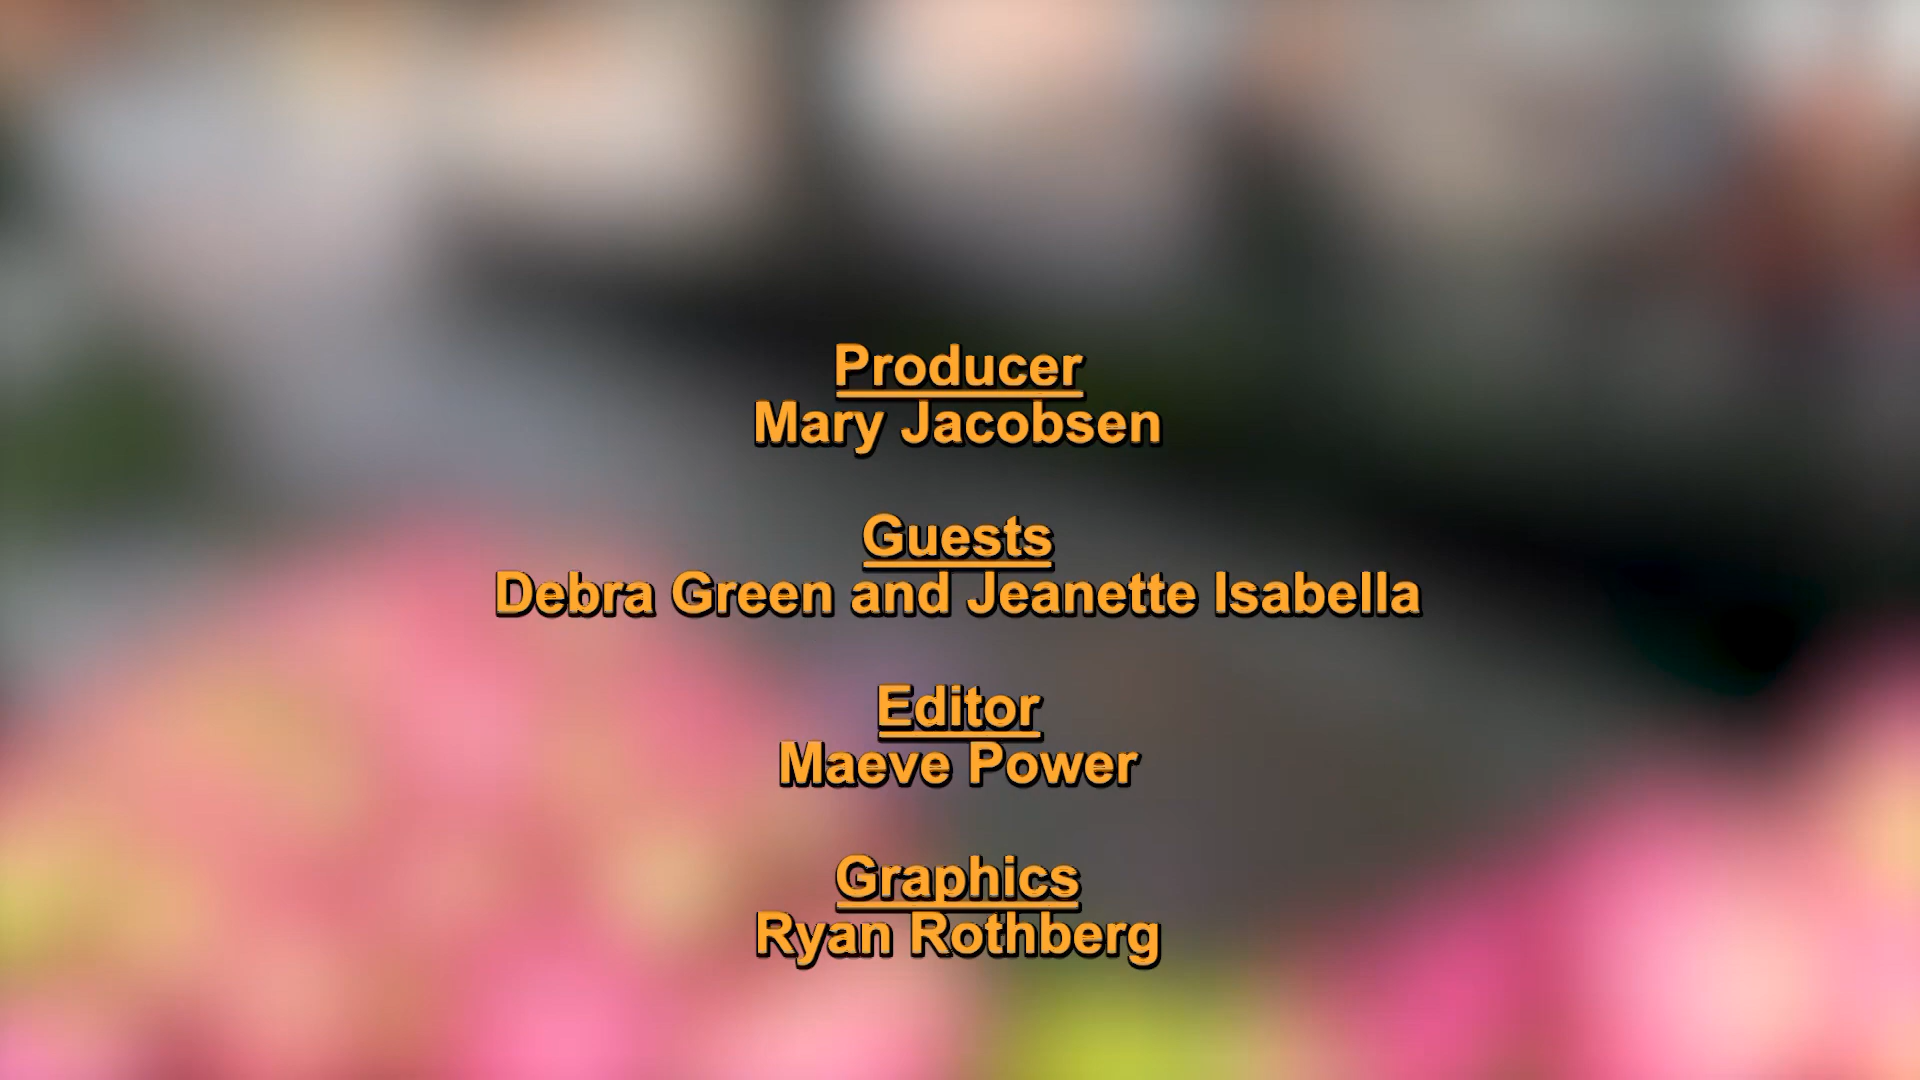 Producer
Mary Jacobsen
Guests
Debra Green and Jeanette Isabella
Editor
Maeve Power
Graphics
Ryan Rothberg